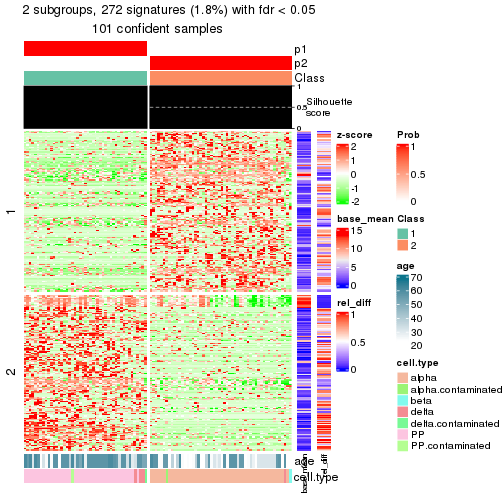 2 subgroups, 272 signatures (1.8%) with fdr < 0.05
101 confident samples
p1
p2
Class
1
0.5
0
Silhouette
score
1
2
z-score
2
1
0
-1
-2
Prob
1
0.5
0
base_mean
15
10
5
0
Class
1
2
age
70
60
50
40
30
20
rel_diff
1
0.5
0
cell.type
alpha
alpha.contaminated
beta
delta
delta.contaminated
PP
PP.contaminated
age
cell.type
base_mean
rel_diff